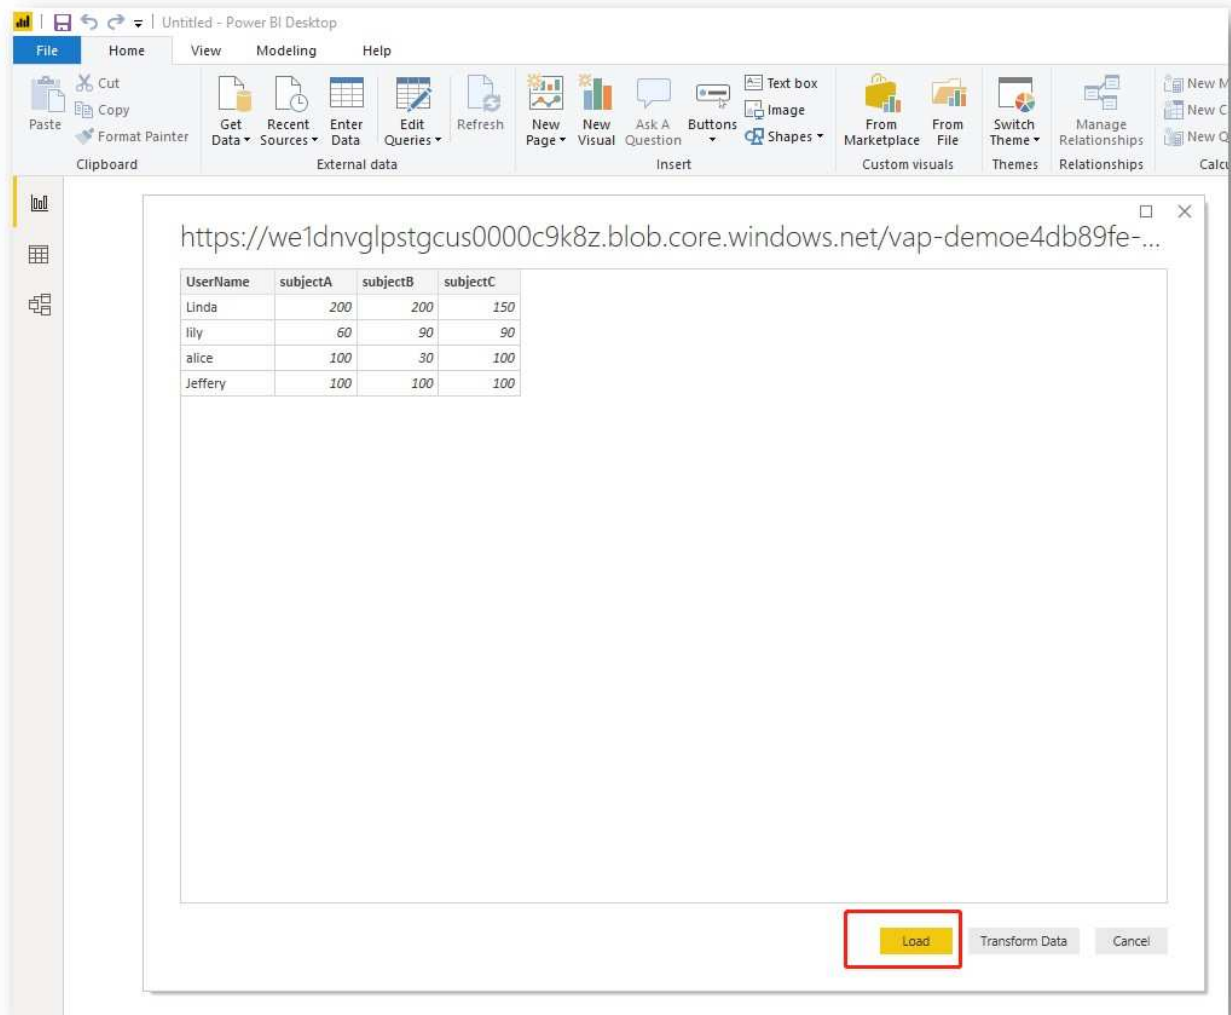 Untitled - Power BI Desktop
File Home View Modeling Help
Cut
Copy
Format Painter
Paste
Get Data
Recent Sources
Enter Data
Edit Queries
Refresh
New Page
New Visual
Ask A Question
Buttons
Text box
Image
Shapes
From Marketplace
From File
Switch Theme
Manage Relationships
New M
New C
New Q
Clipboard External data Insert Custom visuals Themes Relationships Calcu
https://we1dnvglpstgcus0000c9k8z.blob.core.windows.net/vap-demoe4db89fe-...
UserName subjectA subjectB subjectC
Linda 200 200 150
lily 60 90 90
alice 100 30 100
Jeffery 100 100 100
Load Transform Data Cancel